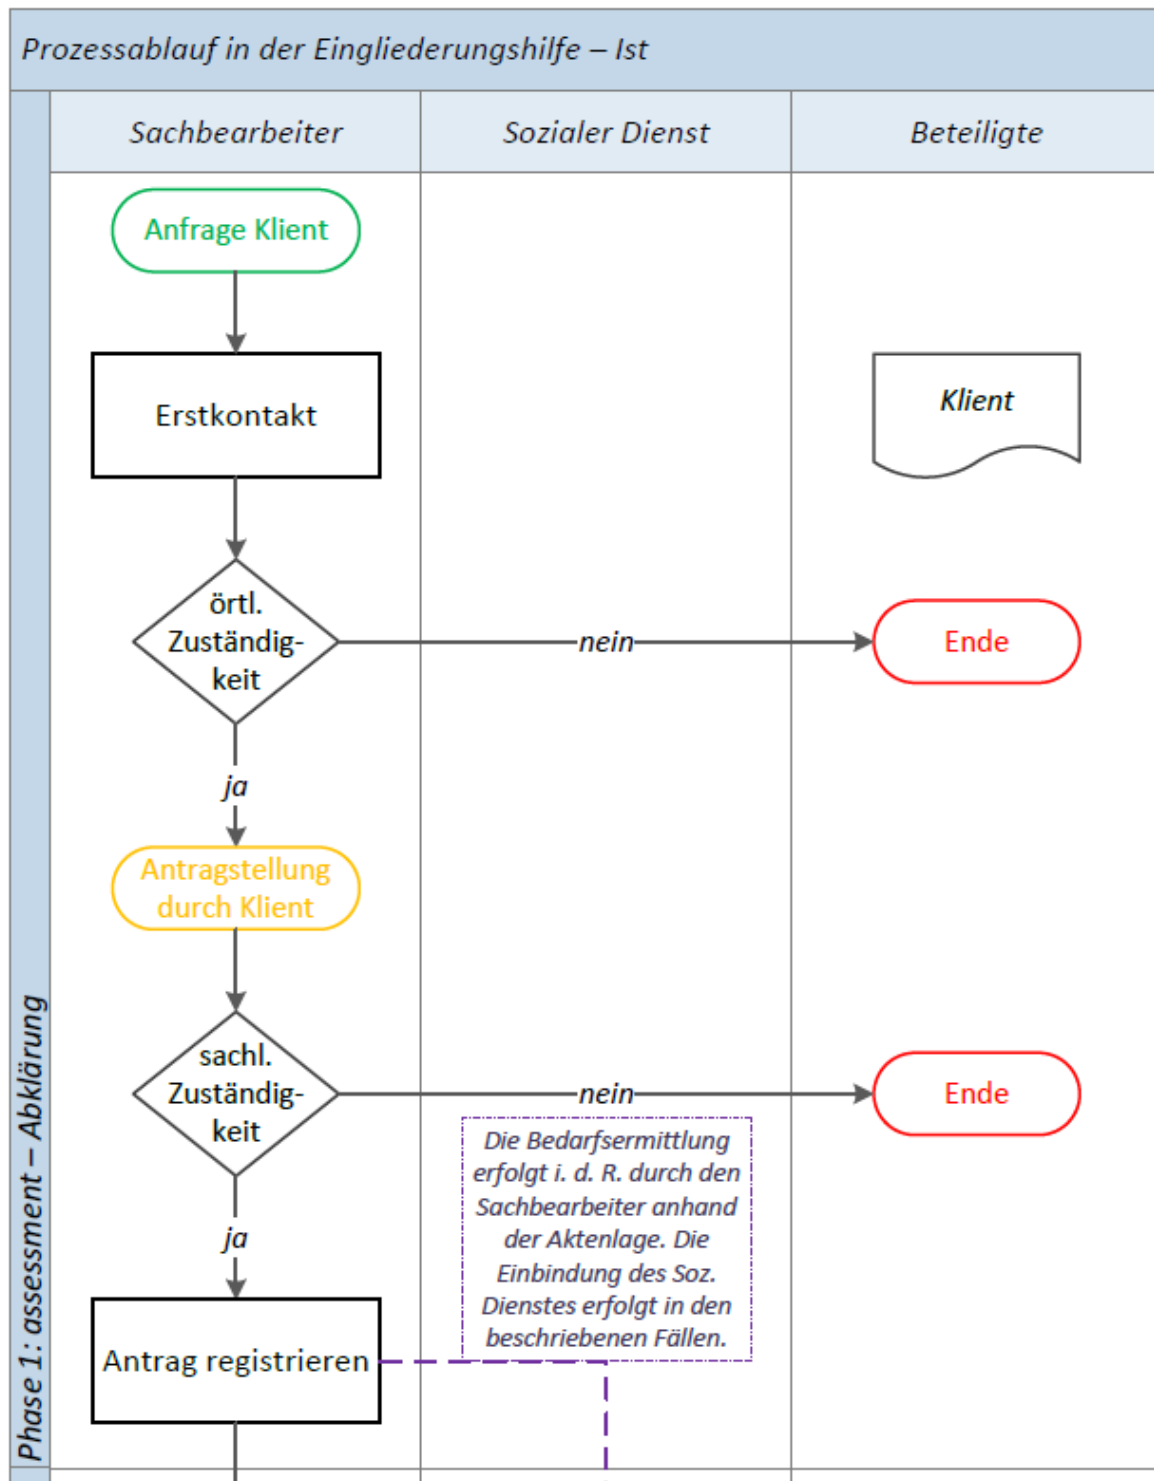 Prozessablauf in der Eingliederungshilfe – Ist
Sachbearbeiter
Sozialer Dienst
Beteiligte
Anfrage Klient
Erstkontakt
Klient
örtl.
Zuständig-
keit
nein
Ende
ja
Antragstellung
durch Klient
sachl.
Zuständig-
keit
nein
Ende
Die Bedarfsermittlung
erfolgt i. d. R. durch den
Sachbearbeiter anhand
der Aktenlage. Die
Einbindung des Soz.
Dienstes erfolgt in den
beschriebenen Fällen.
ja
Antrag registrieren
Phase 1: assessment – Abklärung